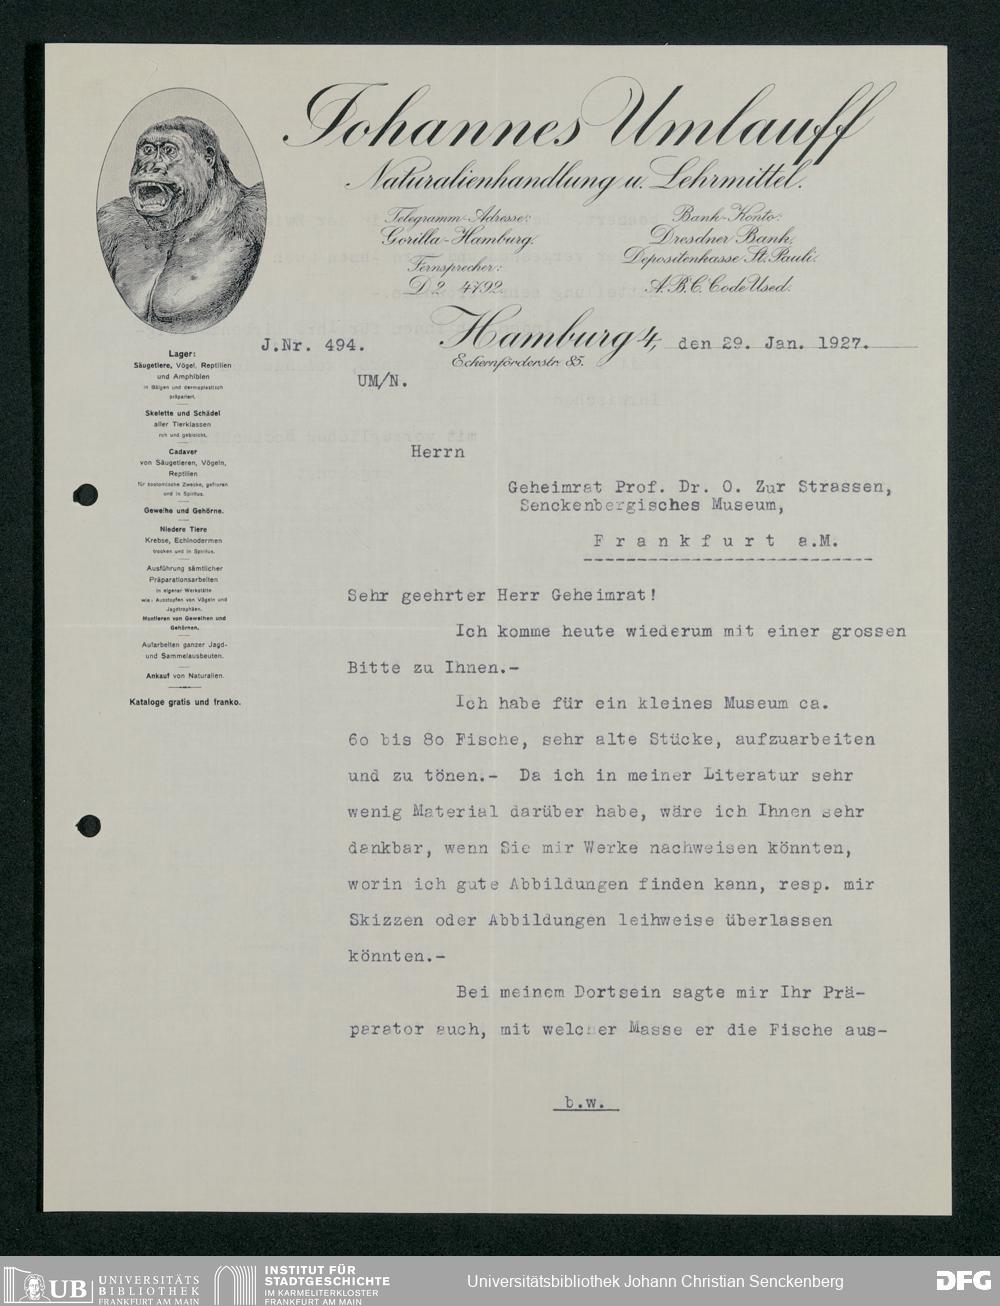 Johannes Umlauff
Naturalienhandlung u. Lehrmittel.
Telegramm-Adresse:
Gorilla-Hamburg.
Fernsprecher:
D 2 4792.
Bank-Konto:
Dresdner Bank,
Depositenkasse St. Pauli.
A.B.C. Code Used.
Hamburg 4, den 29. Jan. 1927.
Eckernförderstr. 85.
J.Nr. 494.
UM/N.
Lager:
Säugetiere, Vögel, Reptilien
und Amphibien
in Bälgen und dermoplastisch
präpariert.
Skelette und Schädel
aller Tierklassen
roh und gebleicht.
Cadaver
von Säugetieren, Vögeln,
Reptilien
für zootomische Zwecke, gefroren
und in Spiritus.
Geweihe und Gehörne.
Niedere Tiere
Krebse, Echinodermen
trocken und in Spiritus.
Ausführung sämtlicher
Präparationsarbeiten
in eigener Werkstätte
wie: Ausstopfen von Vögeln und
Jagdtrophäen.
Montieren von Geweihen und
Gehörnen.
Aufarbeiten ganzer Jagd-
und Sammelausbeuten.
Ankauf von Naturalien.
Kataloge gratis und franko.
Herrn
Geheimrat Prof. Dr. O. Zur Strassen,
Senckenbergisches Museum,
F r a n k f u r t  a.M.
Sehr geehrter Herr Geheimrat!
Ich komme heute wiederum mit einer grossen
Bitte zu Ihnen.-
Ich habe für ein kleines Museum ca.
6o bis 8o Fische, sehr alte Stücke, aufzuarbeiten
und zu tönen.- Da ich in meiner Literatur sehr
wenig Material darüber habe, wäre ich Ihnen sehr
dankbar, wenn Sie mir Werke nachweisen könnten,
worin ich gute Abbildungen finden kann, resp. mir
Skizzen oder Abbildungen leihweise überlassen
könnten.-
Bei meinem Dortsein sagte mir Ihr Prä-
parator auch, mit welcher Masse er die Fische aus-
b.w.
UB UNIVERSITÄTS
BIBLIOTHEK
FRANKFURT AM MAIN
INSTITUT FÜR
STADTGESCHICHTE
IM KARMELITERKLOSTER
FRANKFURT AM MAIN
Universitätsbibliothek Johann Christian Senckenberg
DFG